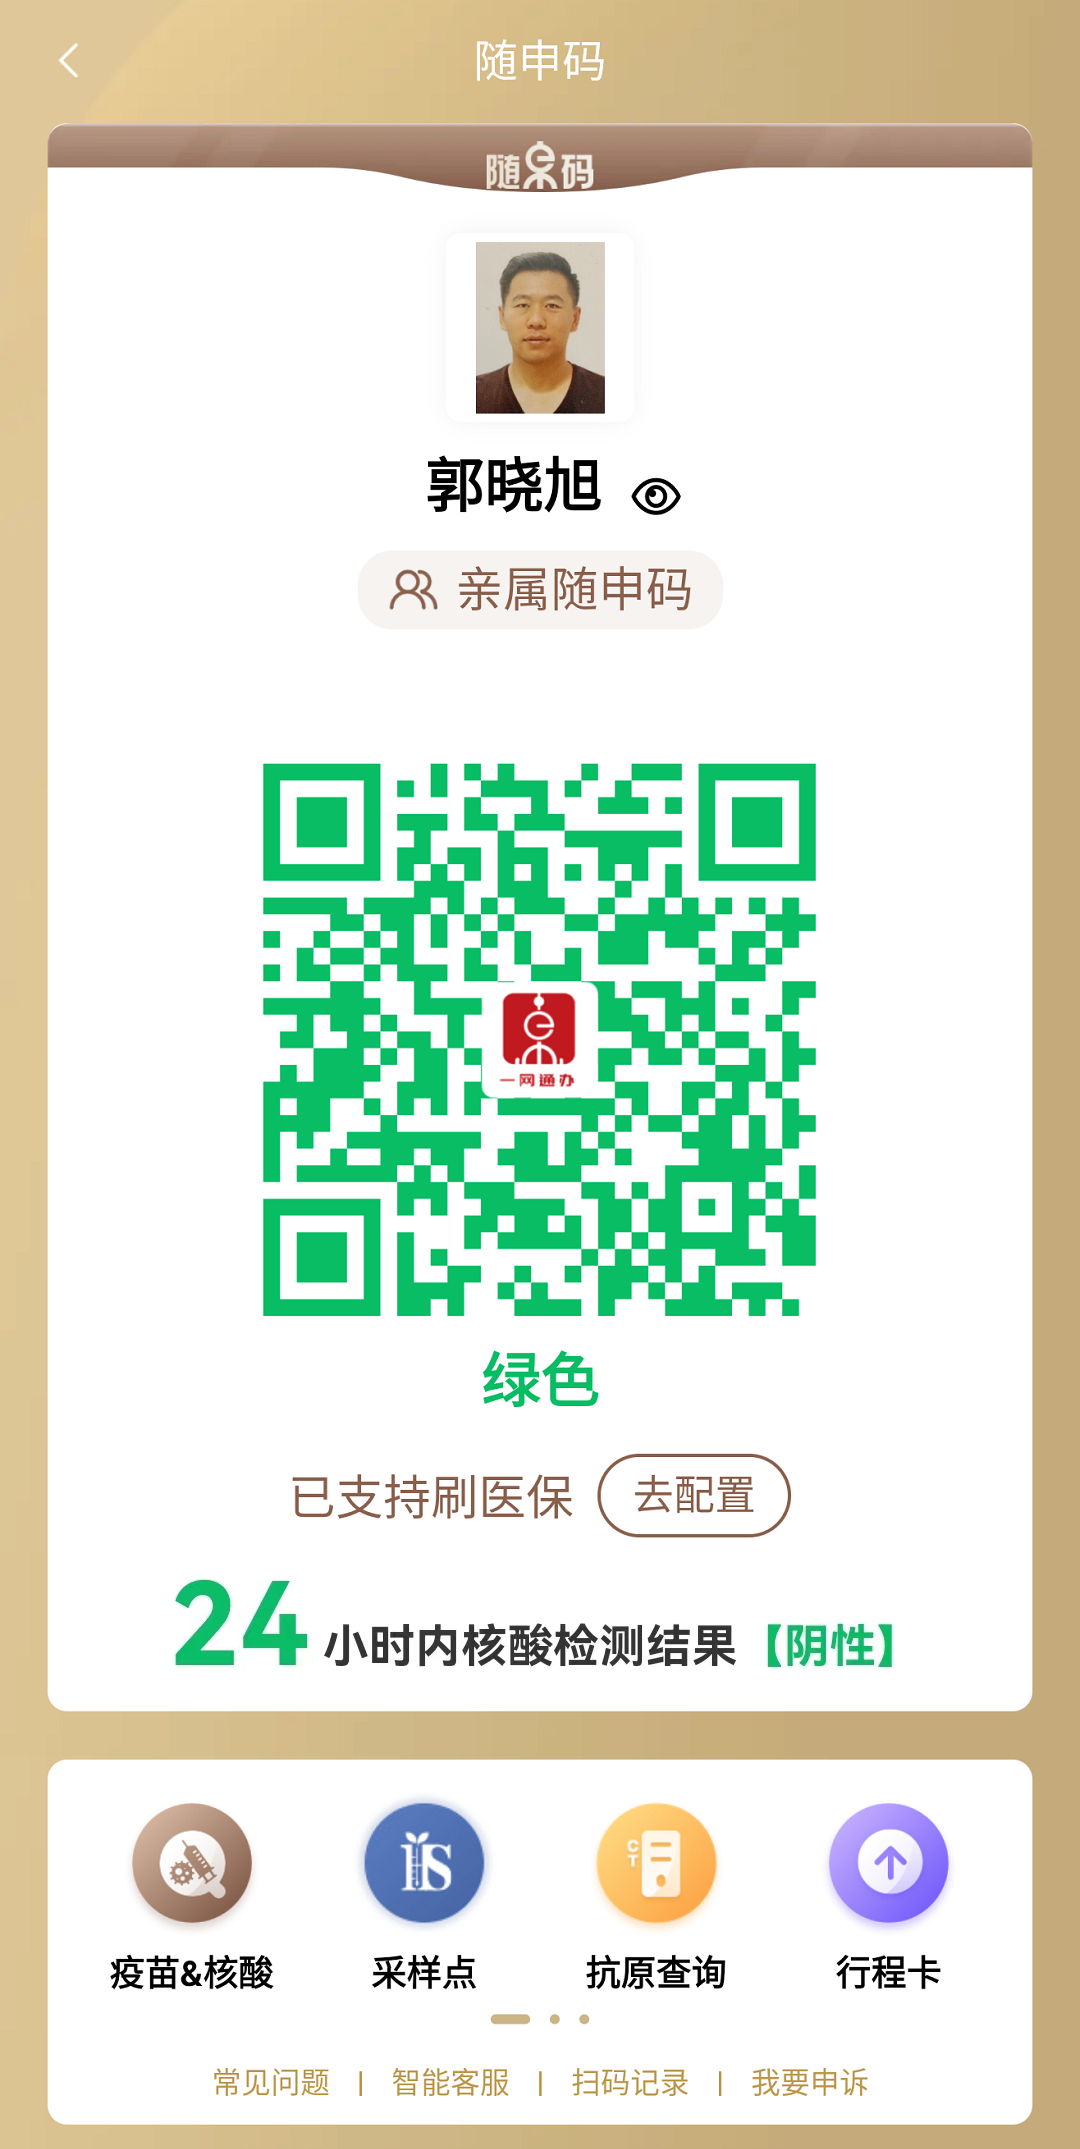 随申码
随申码
郭晓旭
亲属随申码
一网通办
绿色
已支持刷医保 去配置
24小时内核酸检测结果【阴性】
疫苗&核酸 采样点 抗原查询 行程卡
常见问题 | 智能客服 | 扫码记录 | 我要申诉